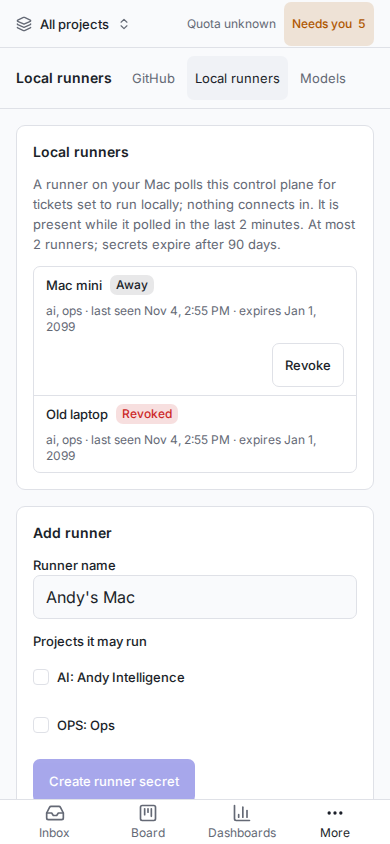 All projects
Quota unknown
Needs you 5
Local runners
GitHub
Local runners
Models
Local runners
A runner on your Mac polls this control plane for
tickets set to run locally; nothing connects in. It is
present while it polled in the last 2 minutes. At most
2 runners; secrets expire after 90 days.
Mac mini
Away
ai, ops · last seen Nov 4, 2:55 PM · expires Jan 1,
2099
Revoke
Old laptop
Revoked
ai, ops · last seen Nov 4, 2:55 PM · expires Jan 1,
2099
Add runner
Runner name
Andy's Mac
Projects it may run
AI: Andy Intelligence
OPS: Ops
Create runner secret
Inbox
Board
Dashboards
More